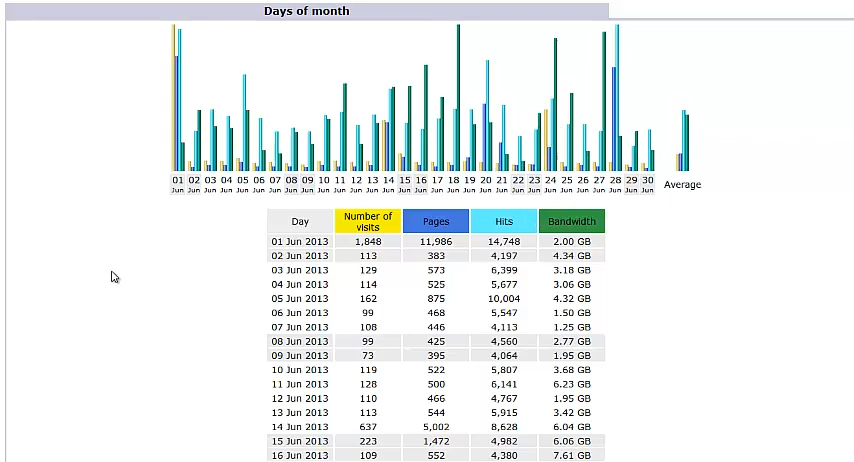 Days of month
01 02 03 04 05 06 07 08 09 10 11 12 13 14 15 16 17 18 19 20 21 22 23 24 25 26 27 28 29 30
Jun Jun Jun Jun Jun Jun Jun Jun Jun Jun Jun Jun Jun Jun Jun Jun Jun Jun Jun Jun Jun Jun Jun Jun Jun Jun Jun Jun Jun Jun
Average
Day Number of visits Pages Hits Bandwidth
01 Jun 2013 1,848 11,986 14,748 2.00 GB
02 Jun 2013 113 383 4,197 4.34 GB
03 Jun 2013 129 573 6,399 3.18 GB
04 Jun 2013 114 525 5,677 3.06 GB
05 Jun 2013 162 875 10,004 4.32 GB
06 Jun 2013 99 468 5,547 1.50 GB
07 Jun 2013 108 446 4,113 1.25 GB
08 Jun 2013 99 425 4,560 2.77 GB
09 Jun 2013 73 395 4,064 1.95 GB
10 Jun 2013 119 522 5,807 3.68 GB
11 Jun 2013 128 500 6,141 6.23 GB
12 Jun 2013 110 466 4,767 1.95 GB
13 Jun 2013 113 544 5,915 3.42 GB
14 Jun 2013 637 5,002 8,628 6.04 GB
15 Jun 2013 223 1,472 4,982 6.06 GB
16 Jun 2013 109 552 4,380 7.61 GB